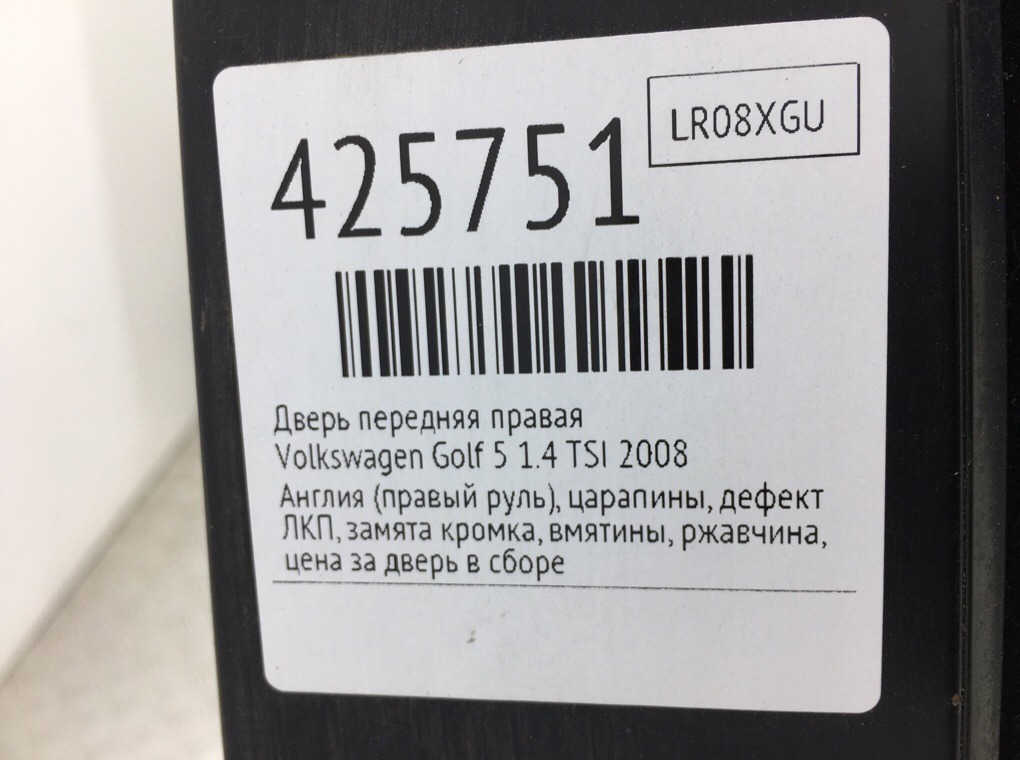 LR08XGU
425751
Дверь передняя правая
Volkswagen Golf 5 1.4 TSI 2008
Англия (правый руль), царапины, дефект
ЛКП, замята кромка, вмятины, ржавчина,
цена за дверь в сборе